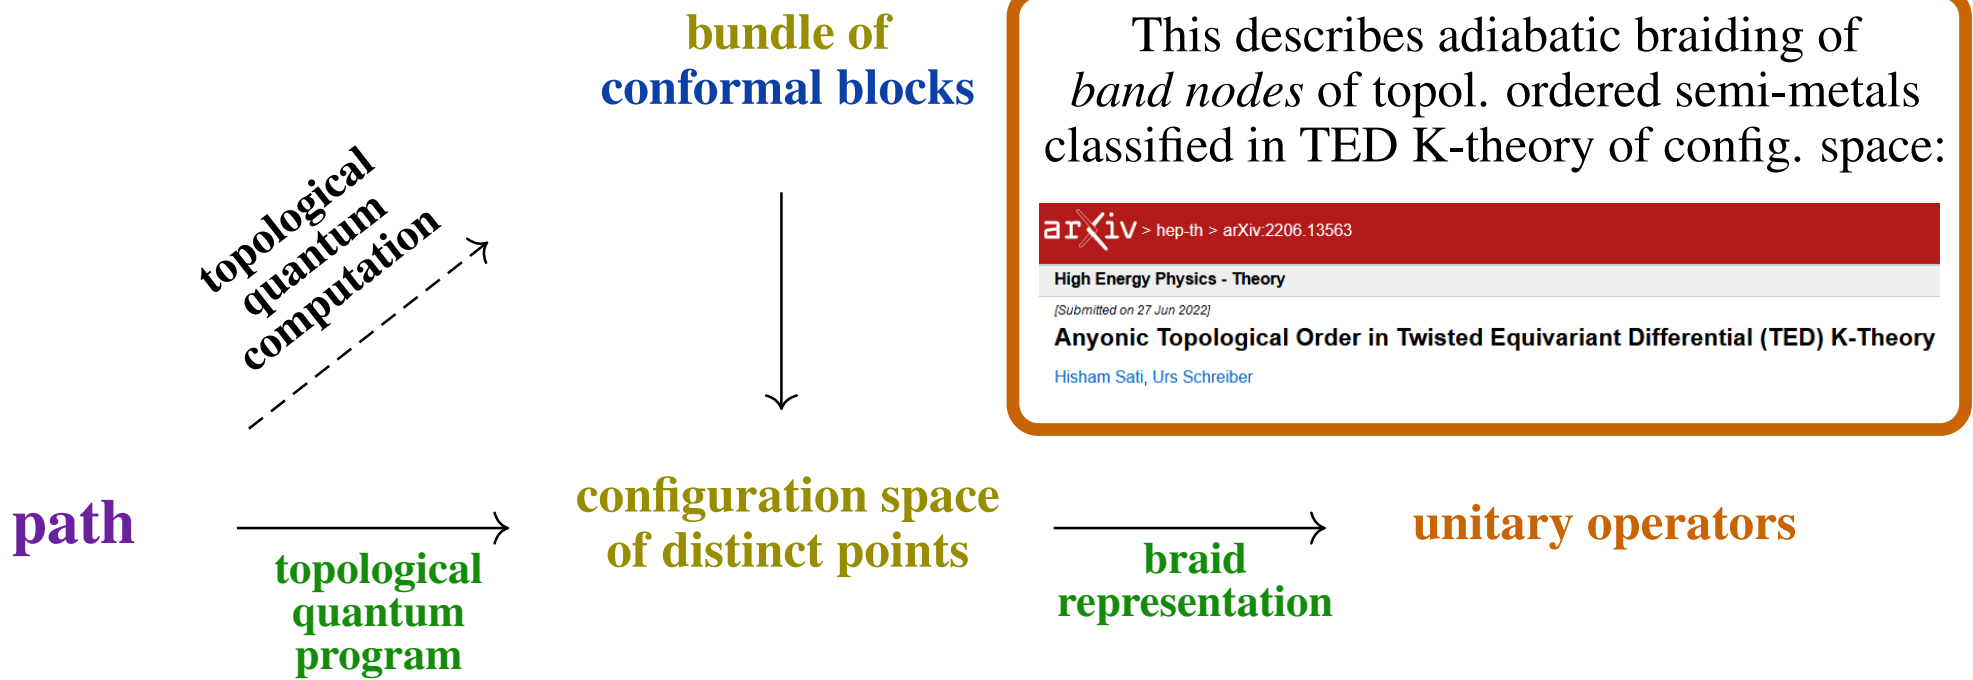 bundle of
conformal blocks
This describes adiabatic braiding of
band nodes of topol. ordered semi-metals
classified in TED K-theory of config. space:
arXiv > hep-th > arXiv:2206.13563
High Energy Physics - Theory
[Submitted on 27 Jun 2022]
Anyonic Topological Order in Twisted Equivariant Differential (TED) K-Theory
Hisham Sati, Urs Schreiber
topological
quantum
computation
path
topological
quantum
program
configuration space
of distinct points
braid
representation
unitary operators